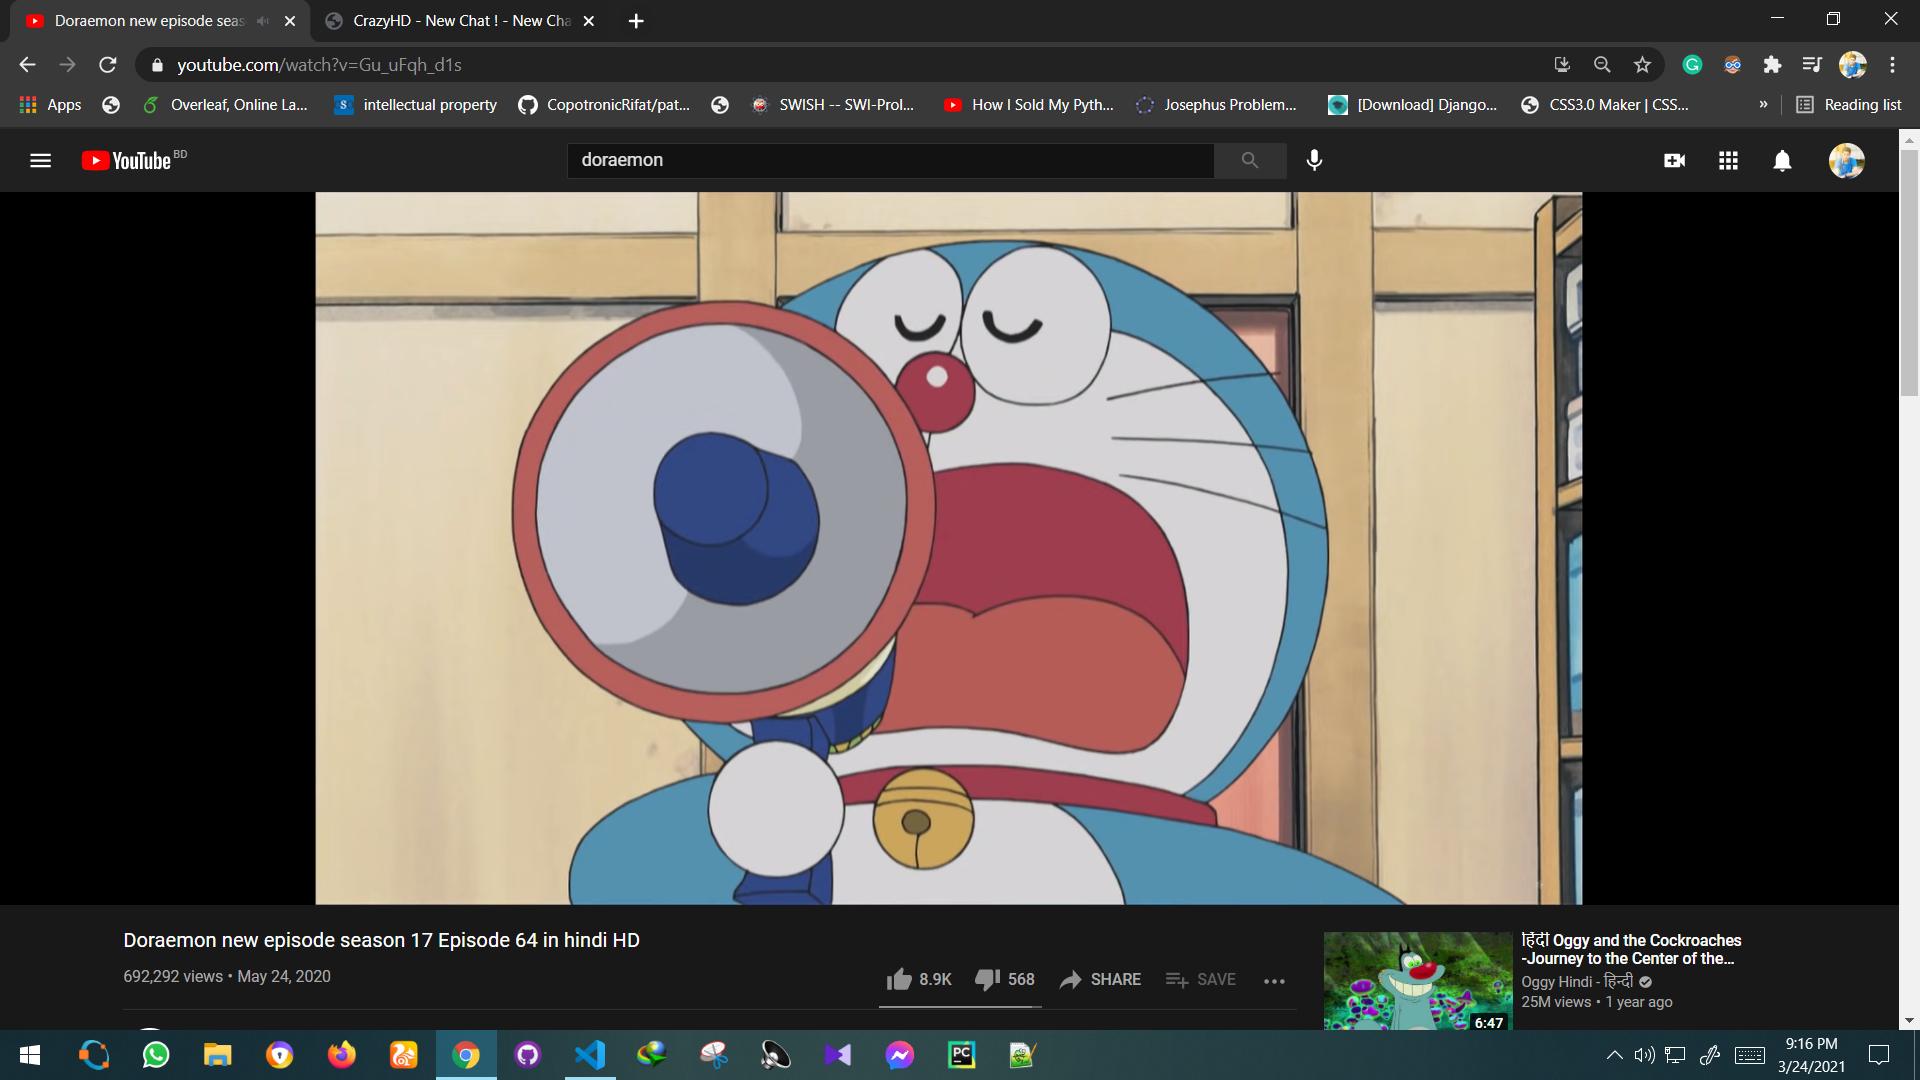 Doraemon new episode seas
CrazyHD - New Chat ! - New Cha
youtube.com/watch?v=Gu_uFqh_d1s
Apps
Overleaf, Online La...
S intellectual property
CopotronicRifat/pat...
SWISH -- SWI-Prol...
How I Sold My Pyth...
Josephus Problem...
[Download] Django...
CSS3.0 Maker | CSS...
»
Reading list
YouTube BD
doraemon
Doraemon new episode season 17 Episode 64 in hindi HD
692,292 views • May 24, 2020
8.9K
568
SHARE
SAVE
6:47
हिंदी Oggy and the Cockroaches
-Journey to the Center of the...
Oggy Hindi - हिन्दी
25M views • 1 year ago
PC
9:16 PM
3/24/2021